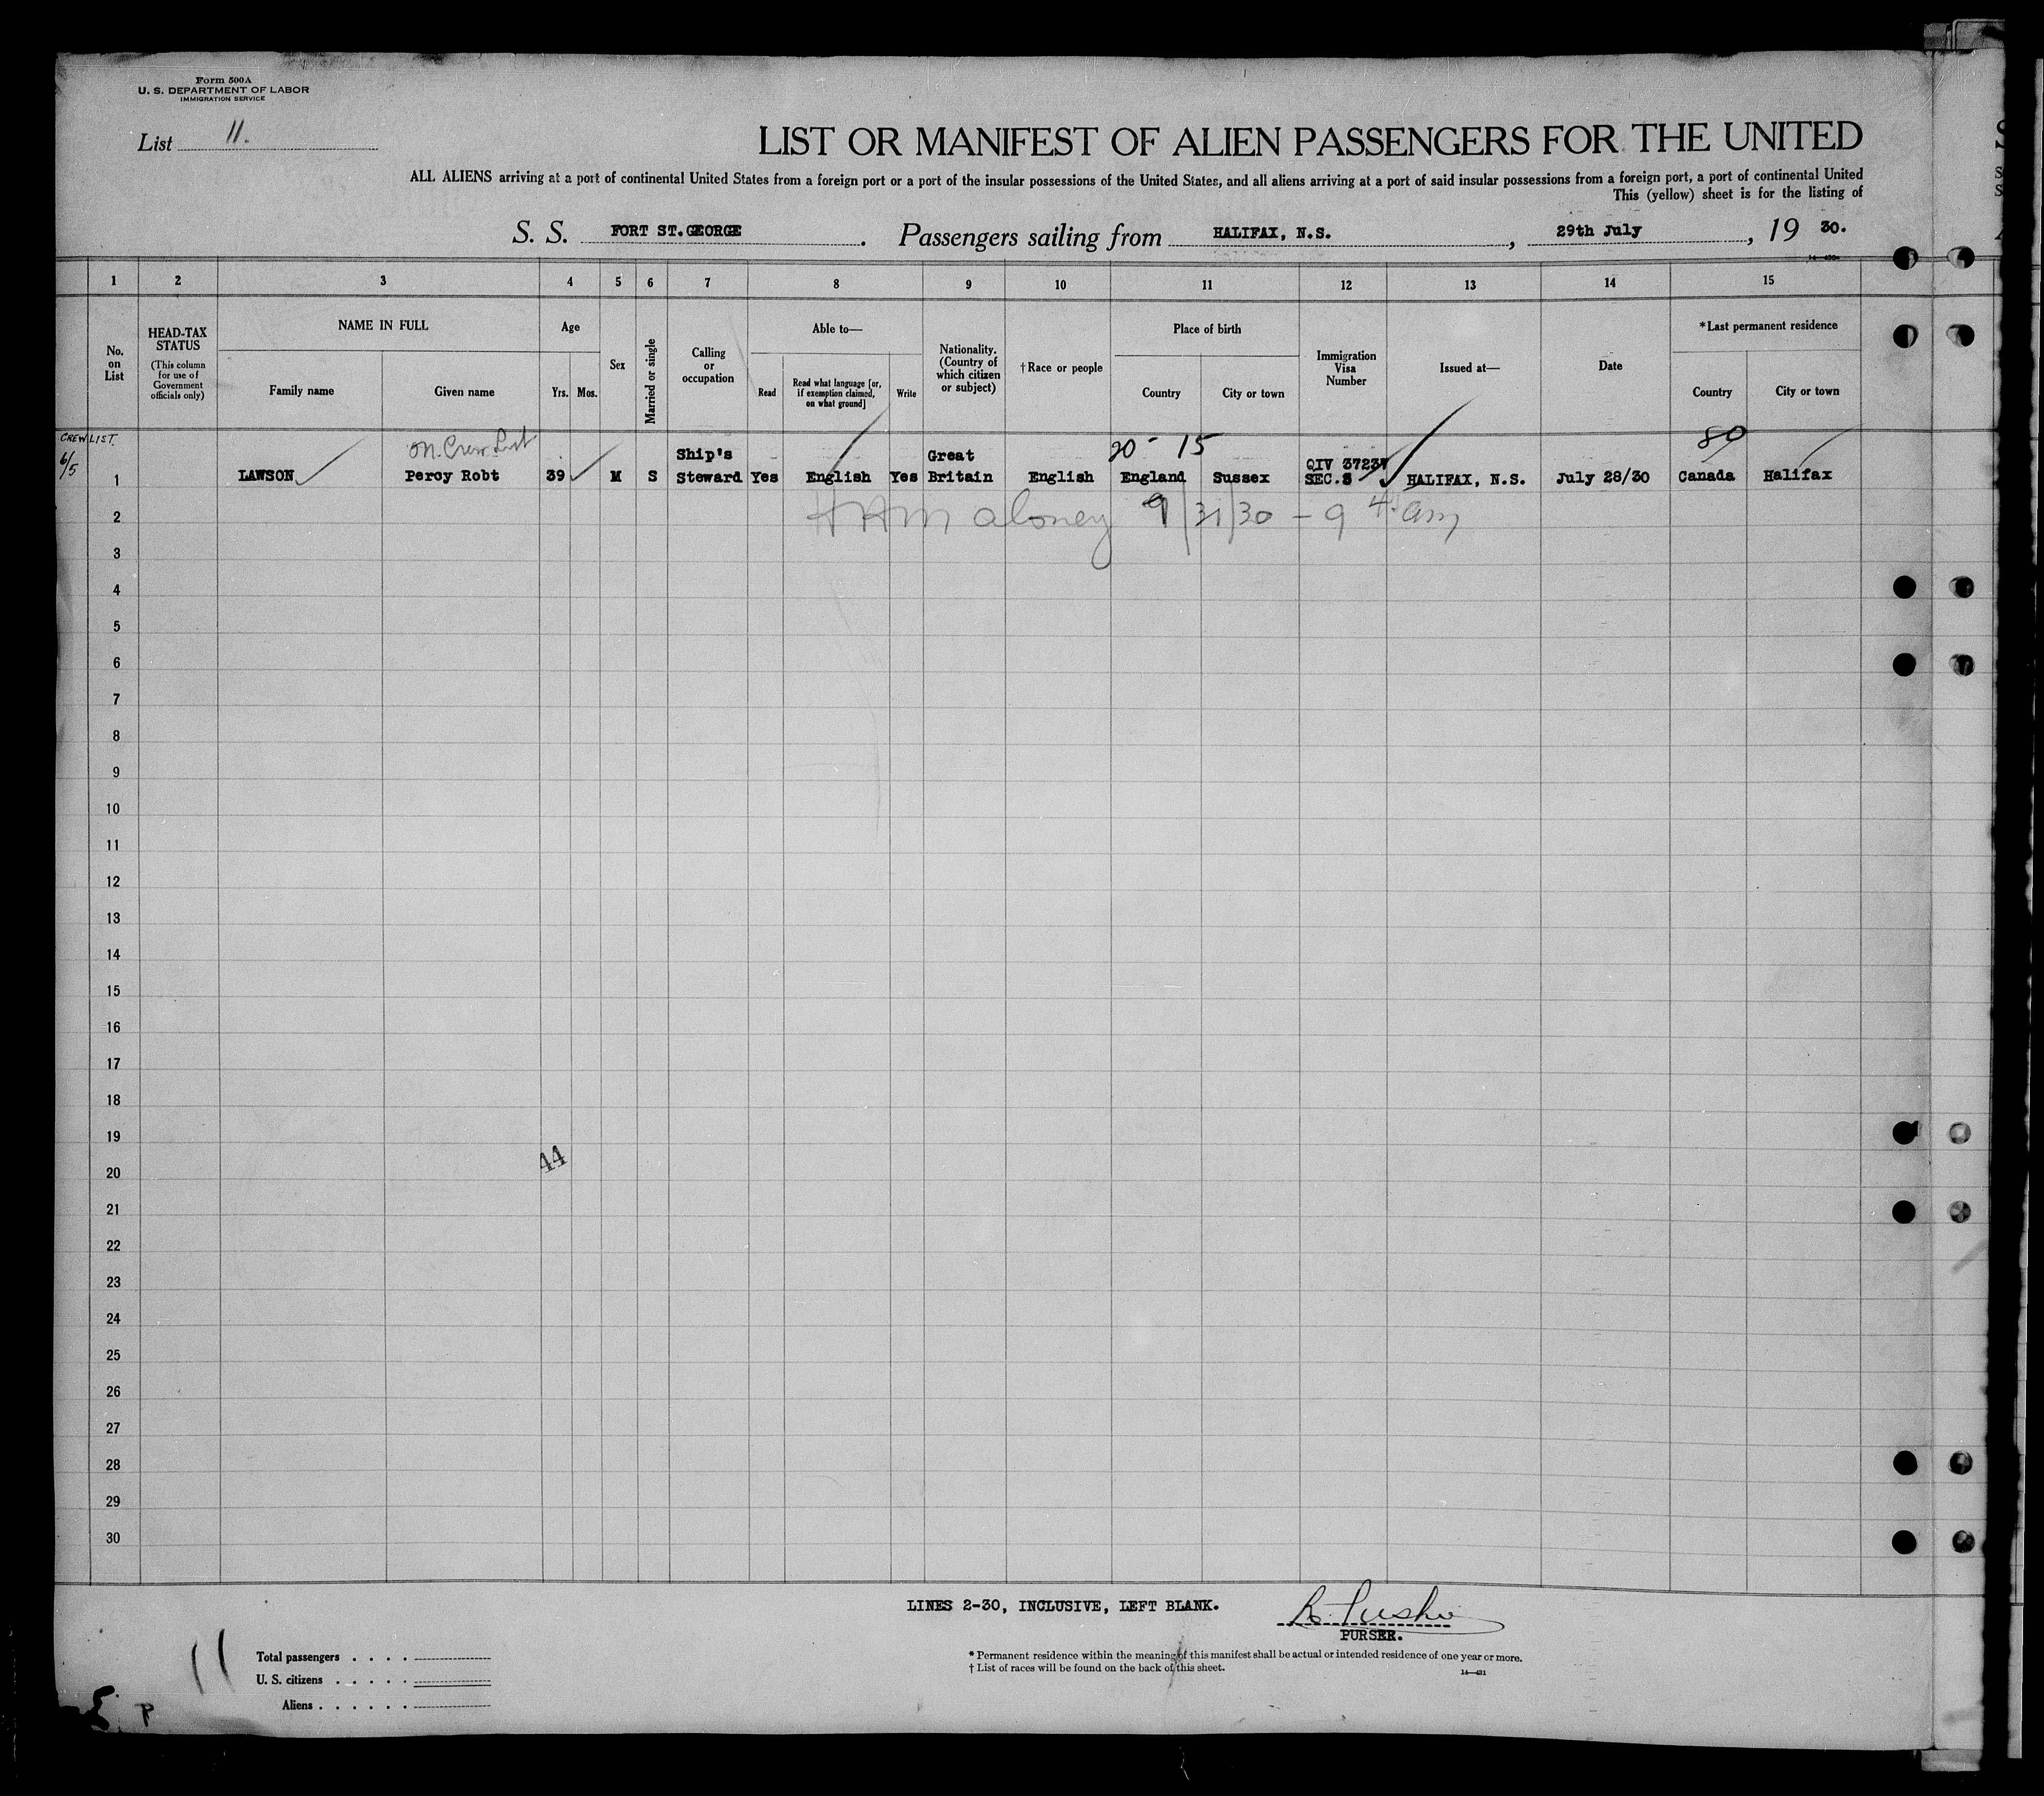 Form 500A
U. S. DEPARTMENT OF LABOR
IMMIGRATION SERVICE
List 11.
LIST OR MANIFEST OF ALIEN PASSENGERS FOR THE UNITED
ALL ALIENS arriving at a port of continental United States from a foreign port or a port of the insular possessions of the United States, and all aliens arriving at a port of said insular possessions from a foreign port, a port of continental United
This (yellow) sheet is for the listing of
S. S. FORT ST.GEORGE. Passengers sailing from HALIFAX, N.S., 29th July, 19 30.
1 2 3 4 5 6 7 8 9 10 11 12 13 14 15
No. on List
HEAD-TAX STATUS
(This column for use of Government officials only)
NAME IN FULL
Family name Given name
Age
Yrs. Mos.
Sex
Married or single
Calling or occupation
Able to—
Read
Read what language [or, if exemption claimed, on what ground]
Write
Nationality. (Country of which citizen or subject)
†Race or people
Place of birth
Country City or town
Immigration Visa Number
Issued at—
Date
*Last permanent residence
Country City or town
CREW LIST.
6/5
on Crew List
20 - 15
80
1 LAWSON Percy Robt 39 M S Ship's Steward Yes English Yes Great Britain English England Sussex QIV SEC. HALIFAX, N.S. July 28/30 Canada Halifax
2 Maloney 31/30 - 9 am
3
4
5
6
7
8
9
10
11
12
13
14
15
16
17
18
19
44
20
21
22
23
24
25
26
27
28
29
30
LINES 2-30, INCLUSIVE, LEFT BLANK.
PURSER.
11
Total passengers . . . .
U. S. citizens . . . . .
Aliens . . . . . .
* Permanent residence within the meaning of this manifest shall be actual or intended residence of one year or more.
† List of races will be found on the back of this sheet.
14—431